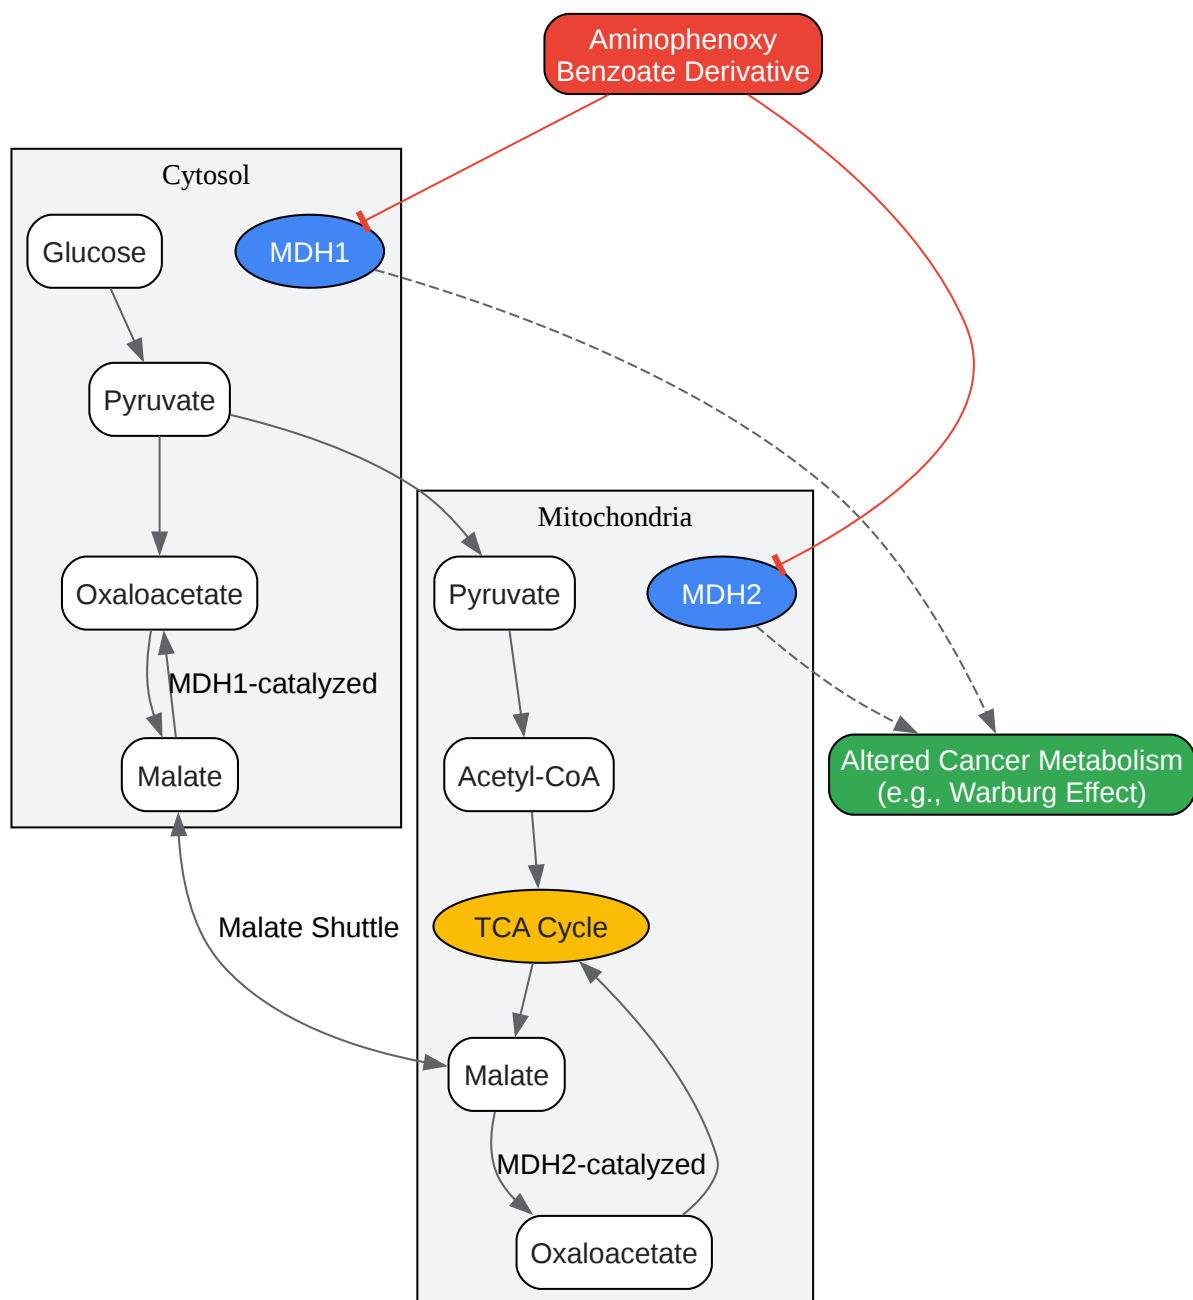 Aminophenoxy
Benzoate Derivative
Cytosol
Glucose
MDH1
Pyruvate
Oxaloacetate
MDH1-catalyzed
Malate
Malate Shuttle
Mitochondria
Pyruvate
MDH2
Acetyl-CoA
TCA Cycle
Malate
MDH2-catalyzed
Oxaloacetate
Altered Cancer Metabolism
(e.g., Warburg Effect)